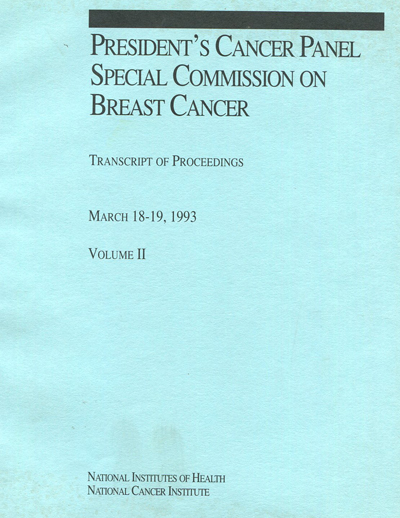 PRESIDENT'S CANCER PANEL
SPECIAL COMMISSION ON
BREAST CANCER
TRANSCRIPT OF PROCEEDINGS
MARCH 18-19, 1993
VOLUME II
NATIONAL INSTITUTES OF HEALTH
NATIONAL CANCER INSTITUTE